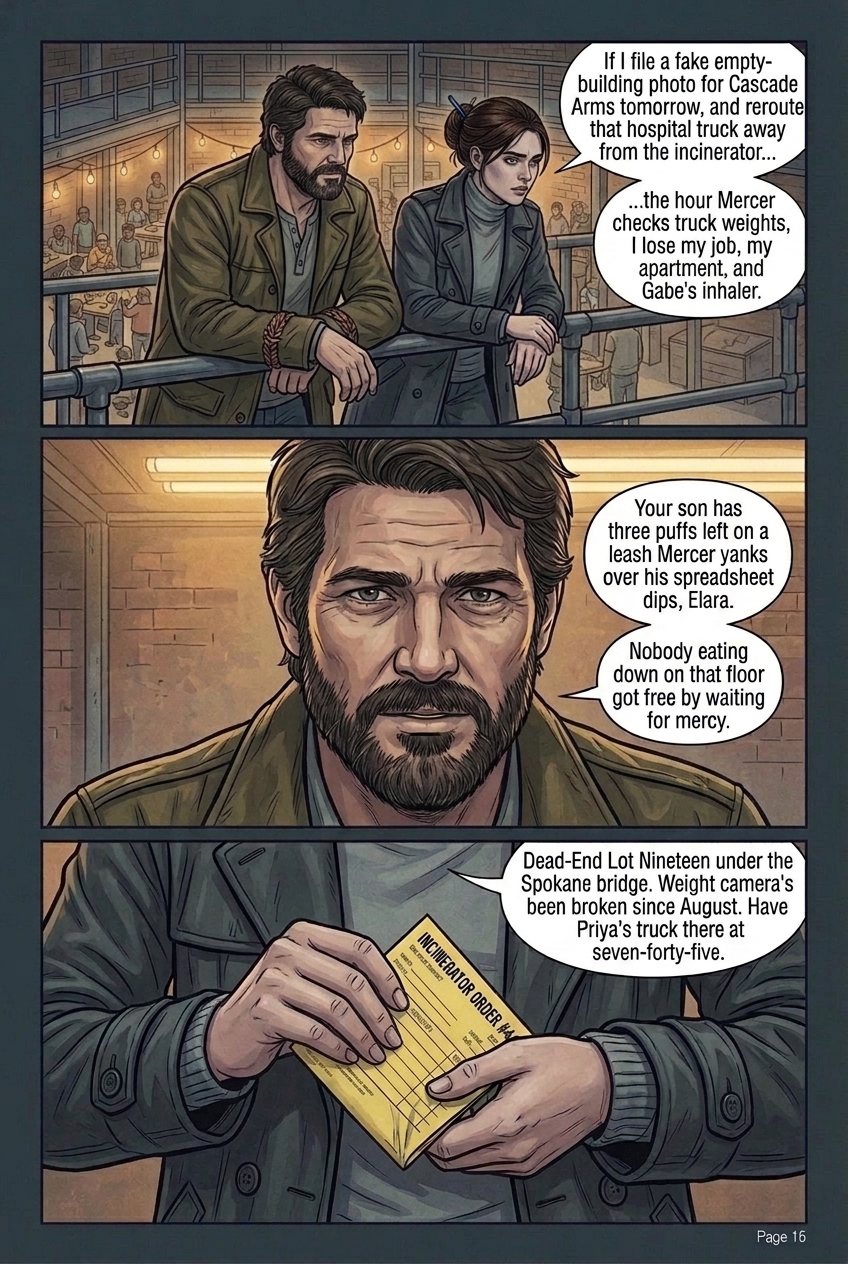 If I file a fake empty-
building photo for Cascade
Arms tomorrow, and reroute
that hospital truck away
from the incinerator...
...the hour Mercer
checks truck weights,
I lose my job, my
apartment, and
Gabe's inhaler.
Your son has
three puffs left on a
leash Mercer yanks
over his spreadsheet
dips, Elara.
Nobody eating
down on that floor
got free by waiting
for mercy.
Dead-End Lot Nineteen under the
Spokane bridge. Weight camera's
been broken since August. Have
Priya's truck there at
seven-forty-five.
INCINERATOR ORDER
Page 16